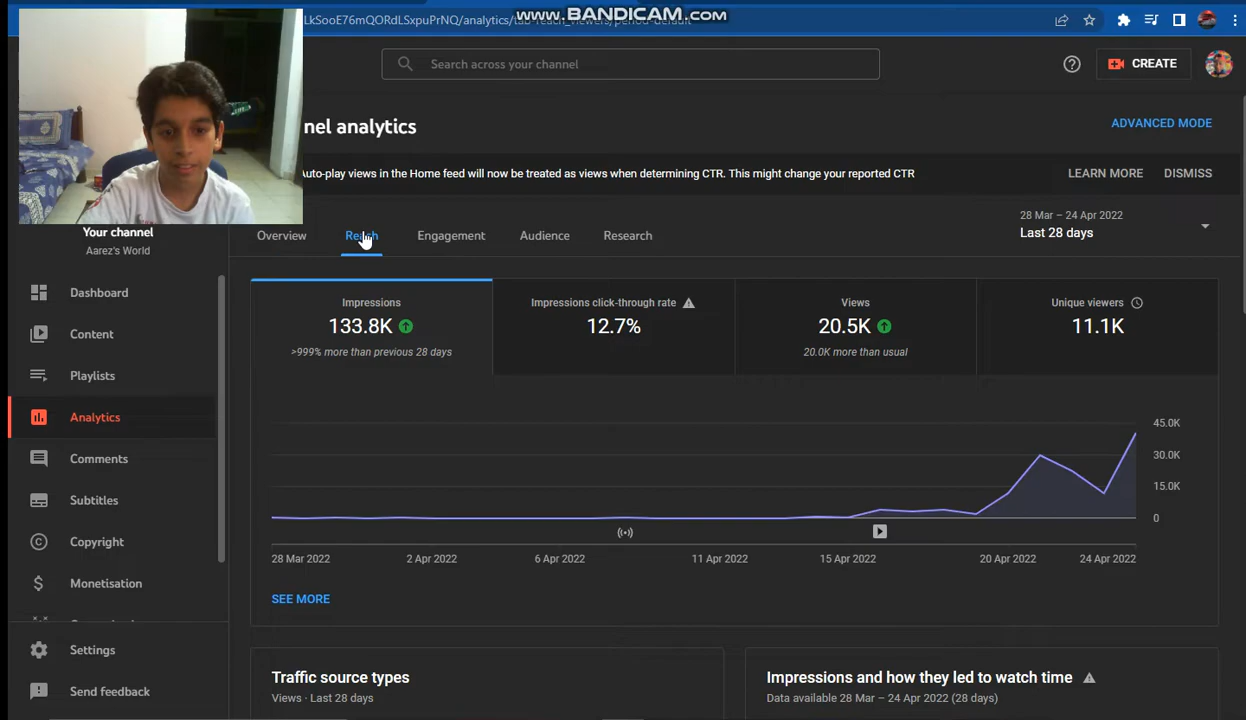 LkSooE76mQORdLSxpuPrNQ/analytics/tab-reach_viewers/period-default
www.BANDICAM.com
Search across your channel
CREATE
nel analytics
ADVANCED MODE
Auto-play views in the Home feed will now be treated as views when determining CTR. This might change your reported CTR
LEARN MORE
DISMISS
Your channel
Aarez's World
Overview
Reach
Engagement
Audience
Research
28 Mar – 24 Apr 2022
Last 28 days
Dashboard
Content
Playlists
Analytics
Comments
Subtitles
Copyright
Monetisation
Settings
Send feedback
Impressions
133.8K
>999% more than previous 28 days
Impressions click-through rate
12.7%
Views
20.5K
20.0K more than usual
Unique viewers
11.1K
45.0K
30.0K
15.0K
0
28 Mar 2022
2 Apr 2022
6 Apr 2022
11 Apr 2022
15 Apr 2022
20 Apr 2022
24 Apr 2022
SEE MORE
Traffic source types
Views · Last 28 days
Impressions and how they led to watch time
Data available 28 Mar – 24 Apr 2022 (28 days)